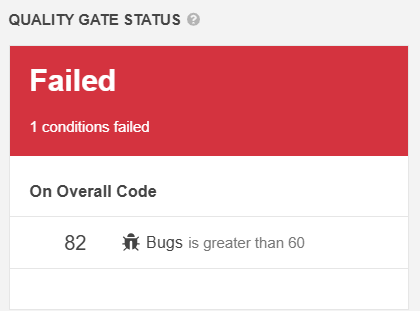 QUALITY GATE STATUS ?
Failed
1 conditions failed
On Overall Code
82 Bugs is greater than 60